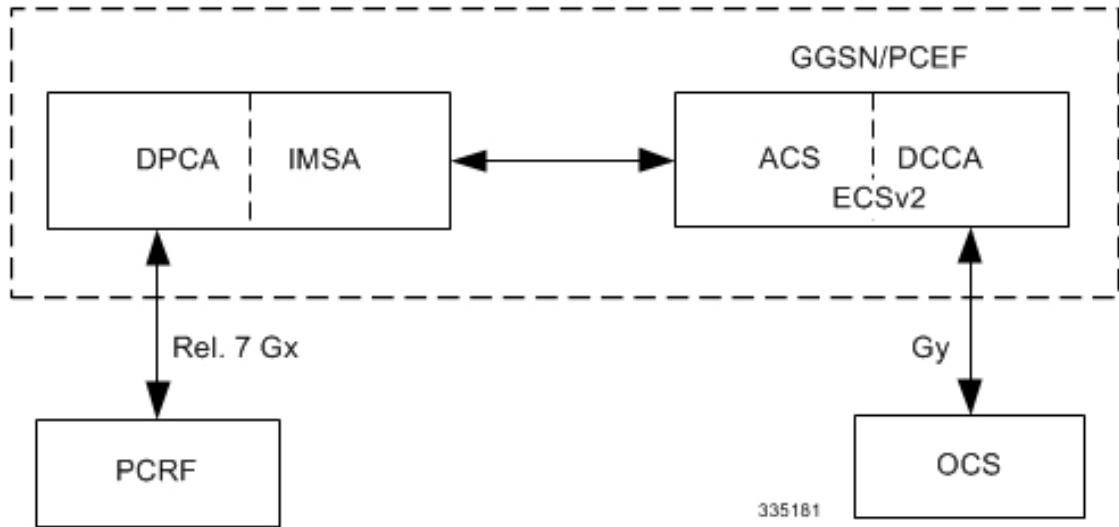 GGSN/PCEF
DPCA IMSA
ACS DCCA
ECSv2
Rel. 7 Gx
Gy
PCRF
OCS
335181